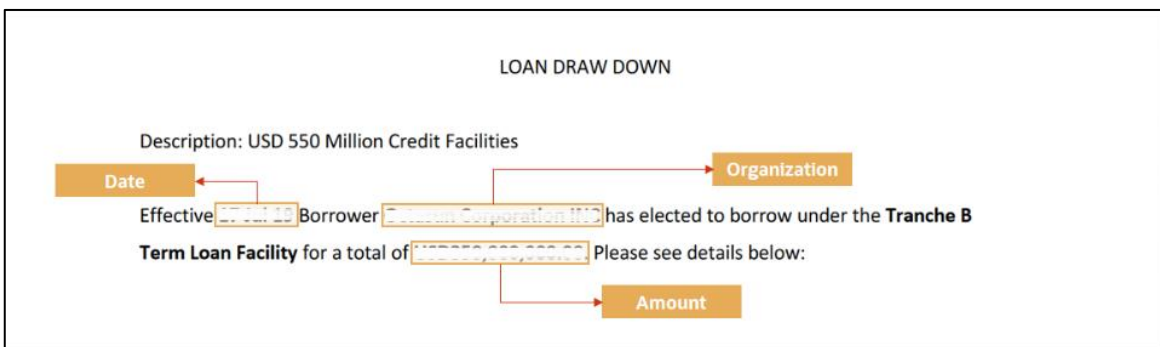 LOAN DRAW DOWN
Description: USD 550 Million Credit Facilities
Date
Organization
Effective Borrower Corporation has elected to borrow under the Tranche B
Term Loan Facility for a total of Please see details below:
Amount